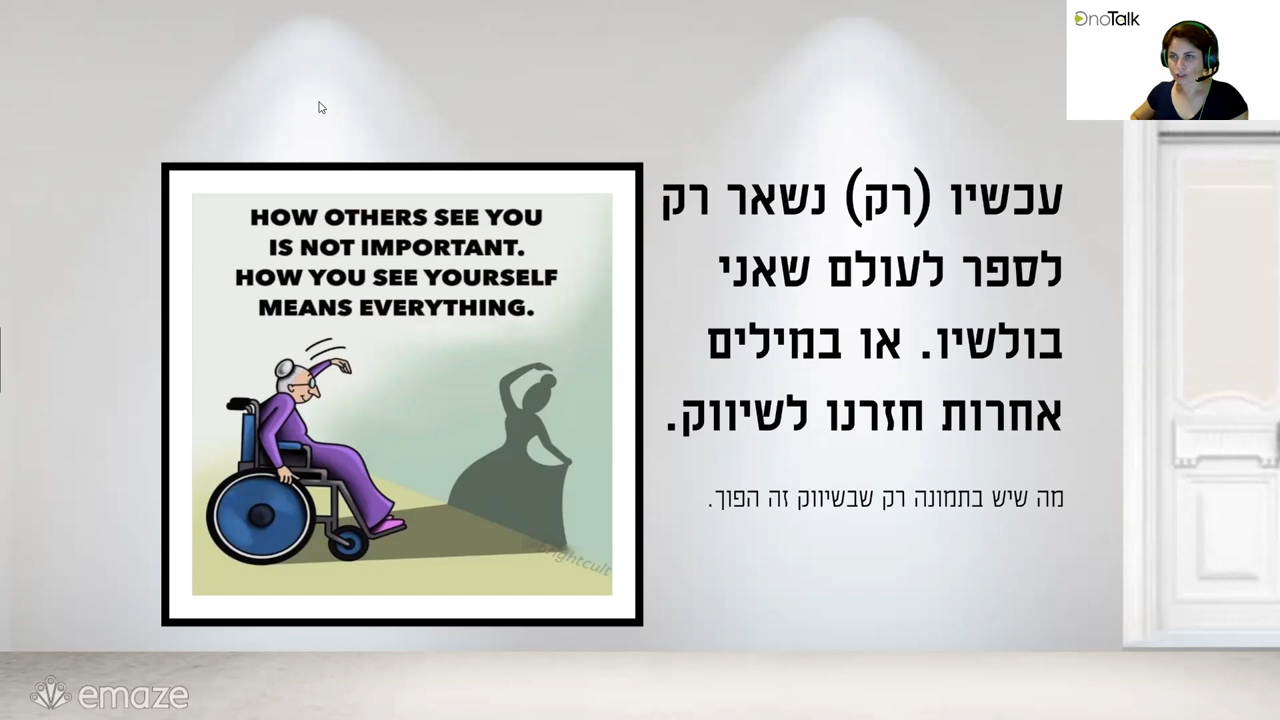 OnoTalk
HOW OTHERS SEE YOU
IS NOT IMPORTANT.
HOW YOU SEE YOURSELF
MEANS EVERYTHING.
עכשיו (רק) נשאר רק
לספר לעולם שאני
בולשיו. או במילים
אחרות חזרנו לשיווק.
מה שיש בתמונה רק שבשיווק זה הפוך.
emaze